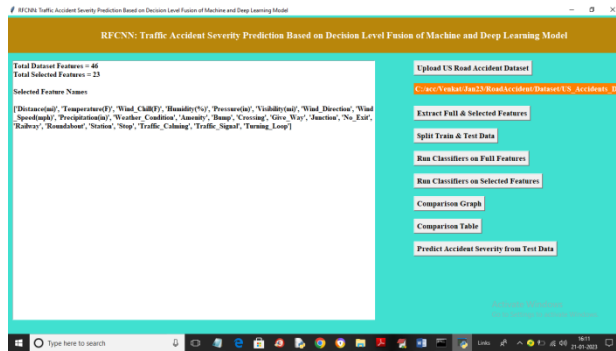 RFCNN: Traffic Accident Severity Prediction Based on Decision Level Fusion of Machine and Deep Learning Model
RFCNN: Traffic Accident Severity Prediction Based on Decision Level Fusion of Machine and Deep Learning Model
Total Dataset Features = 46
Total Selected Features = 23
Selected Feature Names
['Distance(mi)', 'Temperature(F)', 'Wind_Chill(F)', 'Humidity(%)', 'Pressure(in)', 'Visibility(mi)', 'Wind_Direction', 'Wind
_Speed(mph)', 'Precipitation(in)', 'Weather_Condition', 'Amenity', 'Bump', 'Crossing', 'Give_Way', 'Junction', 'No_Exit',
'Railway', 'Roundabout', 'Station', 'Stop', 'Traffic_Calming', 'Traffic_Signal', 'Turning_Loop']
Upload US Road Accident Dataset
C:/acc/Venkat/Jan23/RoadAccident/Dataset/US_Accidents_D
Extract Full & Selected Features
Split Train & Test Data
Run Classifiers on Full Features
Run Classifiers on Selected Features
Comparison Graph
Comparison Table
Predict Accident Severity from Test Data
Type here to search
Links
16:11
21-01-2023